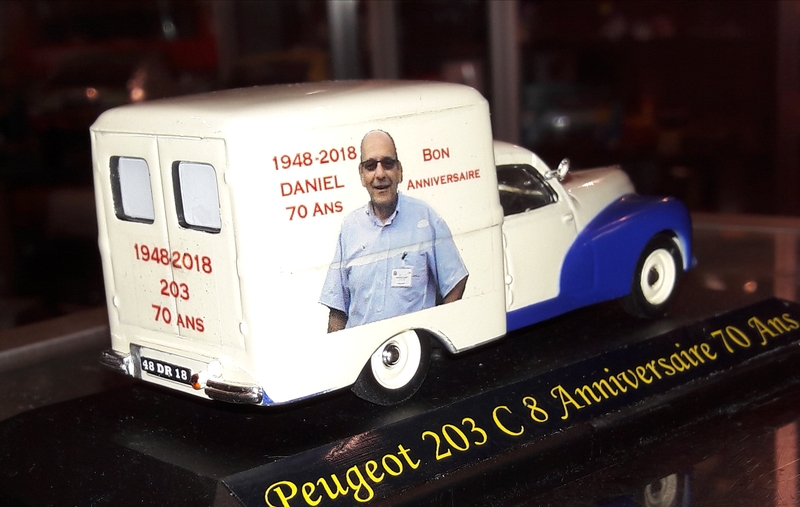 1948-2018
DANIEL
70 ANS
BON
ANNIVERSAIRE
1948-2018
203
70 ANS
48 DR 18
Peugeot 203 C 8 Anniversaire 70 Ans